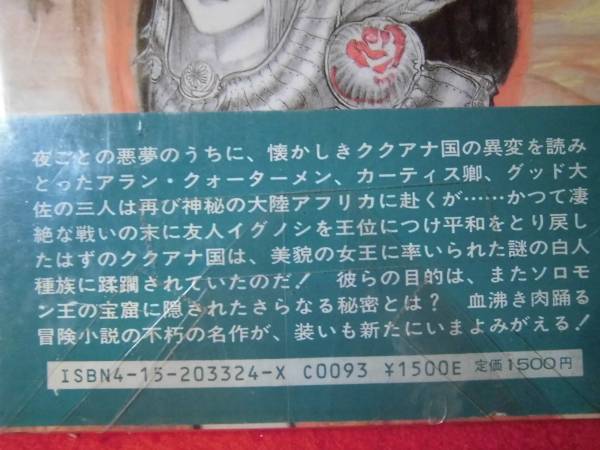 夜ごとの悪夢のうちに、懐かしきククアナ国の異変を読み
とったアラン・クォーターメン、カーティス卿、グッド大
佐の三人は再び神秘の大陸アフリカに赴くが……かつて凄
絶な戦いの末に友人イグノシを王位につけ平和をとり戻し
たはずのククアナ国は、美貌の女王に率いられた謎の白人
種族に蹂躙されていたのだ！　彼らの目的は、またソロモ
ン王の宝窟に隠されたさらなる秘密とは？　血沸き肉踊る
冒険小説の不朽の名作が、装いも新たにいまよみがえる！
ISBN4-15-203324-X C0093 ¥1500E 定価1500円